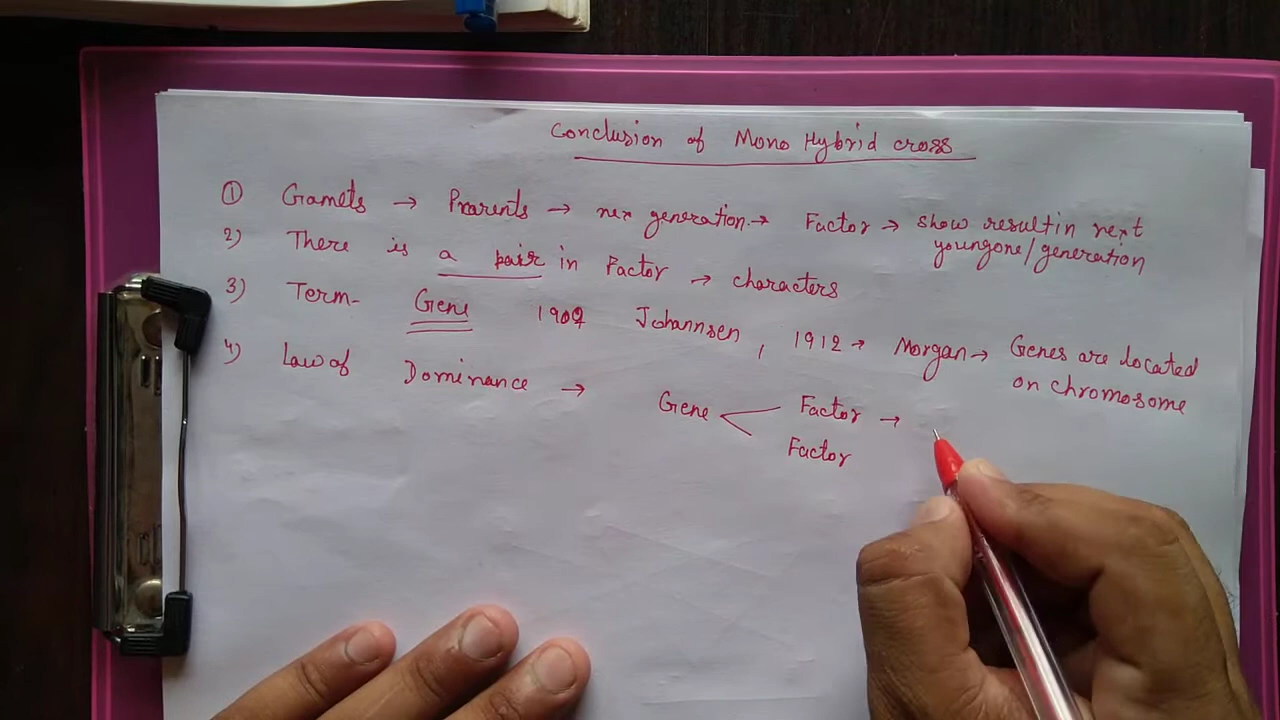 Conclusion of Mono Hybrid cross
① Gamets → Prarents → nex generation → Factor → show result in next
youngone/generation
2) There is a pair in Factor → characters
3) Term- Gene 1909 Johannsen, 1912 → Morgan → Genes are located
on chromosome
4) Law of Dominance → Gene < Factor →
Factor